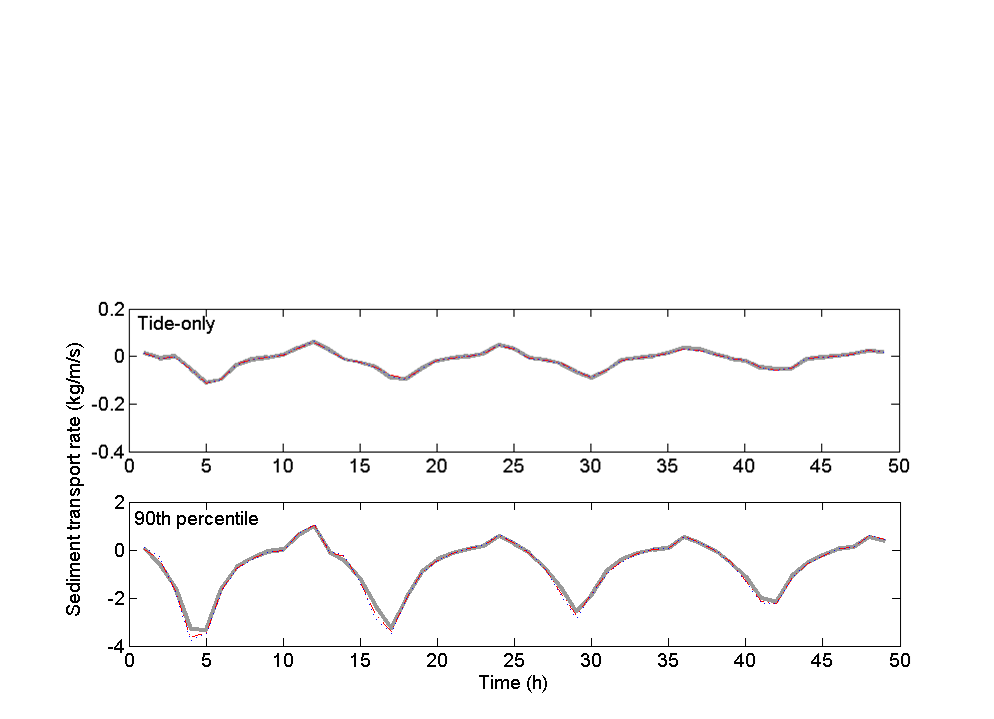 Sediment transport rate (kg/m/s)
0.2
0
-0.2
-0.4
Tide-only
0 5 10 15 20 25 30 35 40 45 50
2
0
-2
-4
90th percentile
0 5 10 15 20 25 30 35 40 45 50
Time (h)